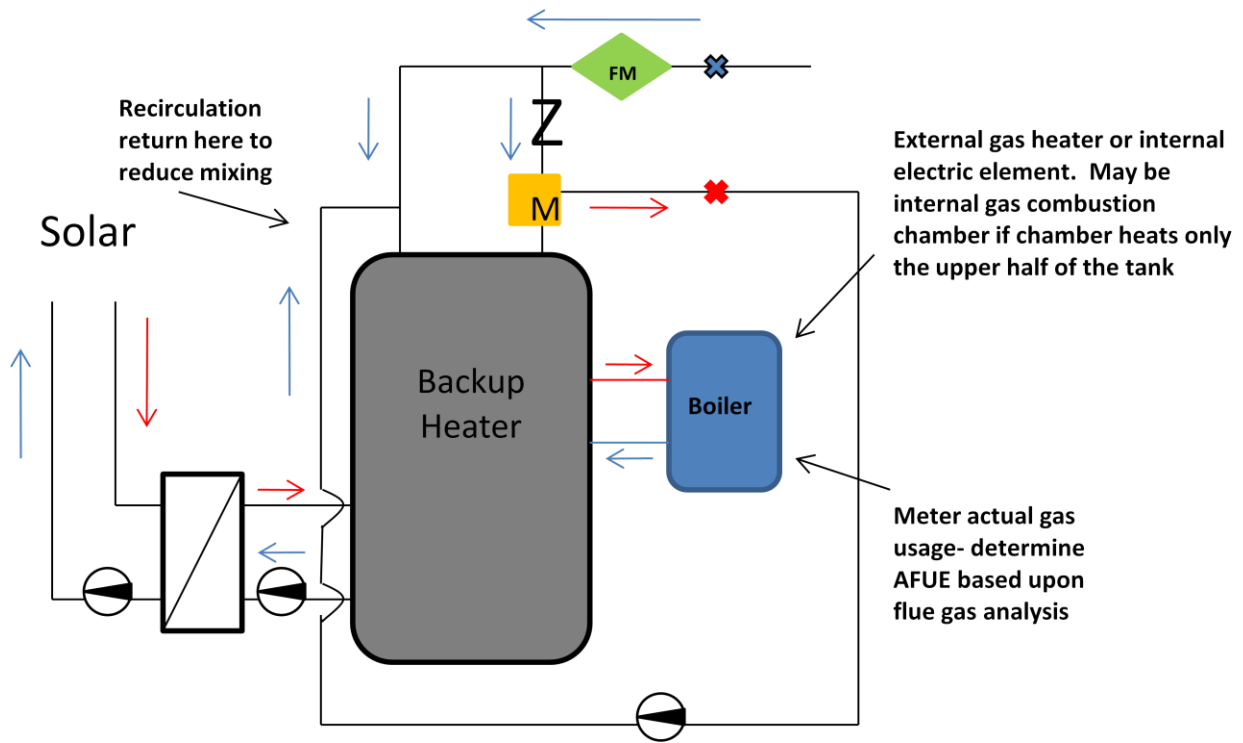 FM
Recirculation
return here to
reduce mixing
Z
External gas heater or internal
electric element.  May be
internal gas combustion
chamber if chamber heats only
the upper half of the tank
M
Solar
Backup
Heater
Boiler
Meter actual gas
usage- determine
AFUE based upon
flue gas analysis